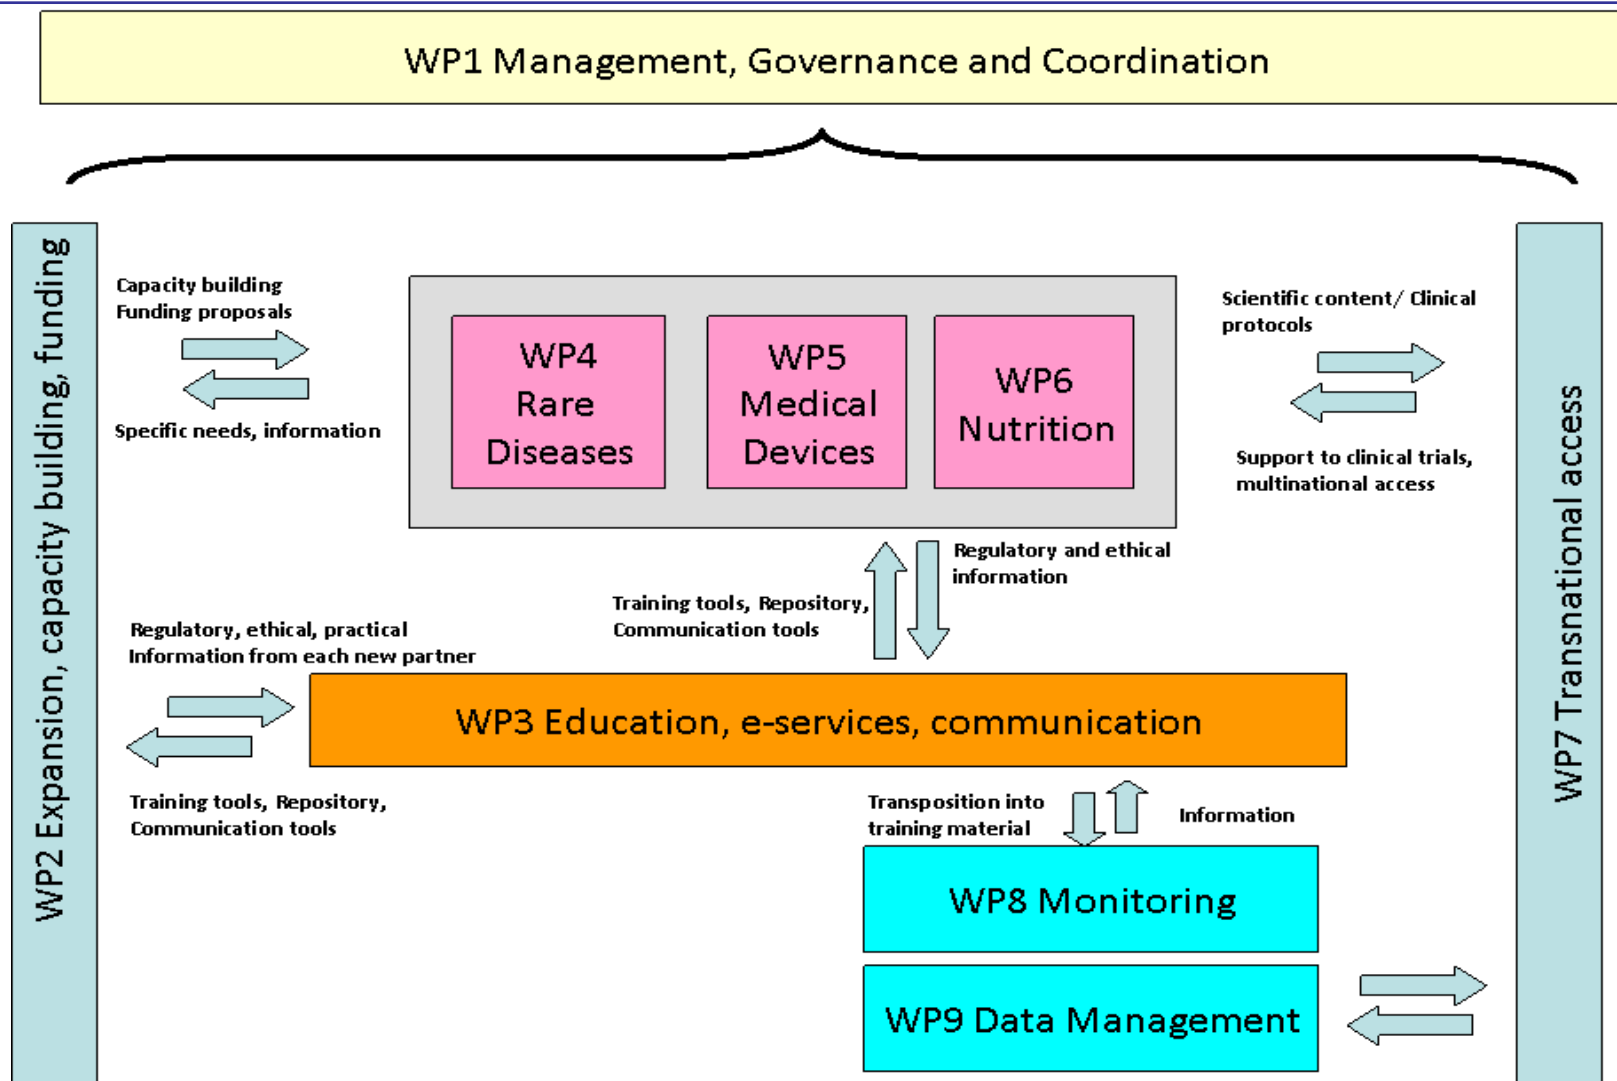 WP1 Management, Governance and Coordination
WP2 Expansion, capacity building, funding
Capacity building
Funding proposals
Specific needs, information
WP4
Rare
Diseases
WP5
Medical
Devices
WP6
Nutrition
Scientific content/ Clinical
protocols
Support to clinical trials,
multinational access
WP7 Transnational access
Regulatory and ethical
information
Training tools, Repository,
Communication tools
Regulatory, ethical, practical
Information from each new partner
WP3 Education, e-services, communication
Training tools, Repository,
Communication tools
Transposition into
training material
Information
WP8 Monitoring
WP9 Data Management